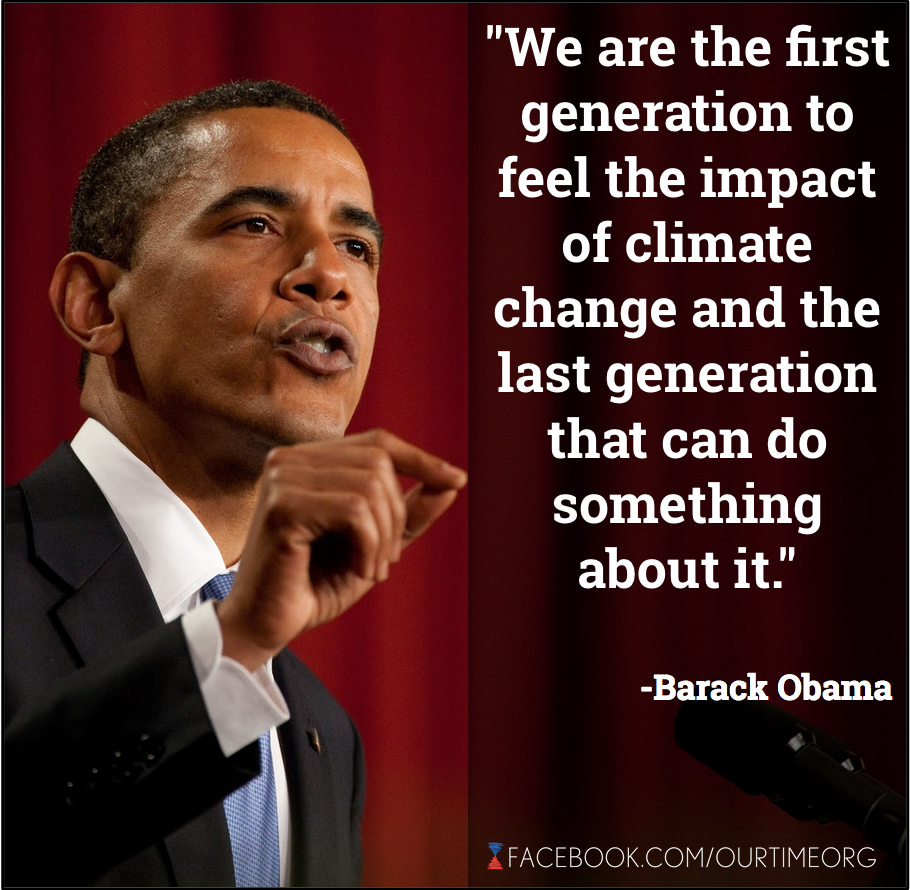 "We are the first
generation to
feel the impact
of climate
change and the
last generation
that can do
something
about it."
-Barack Obama
FACEBOOK.COM/OURTIMEORG